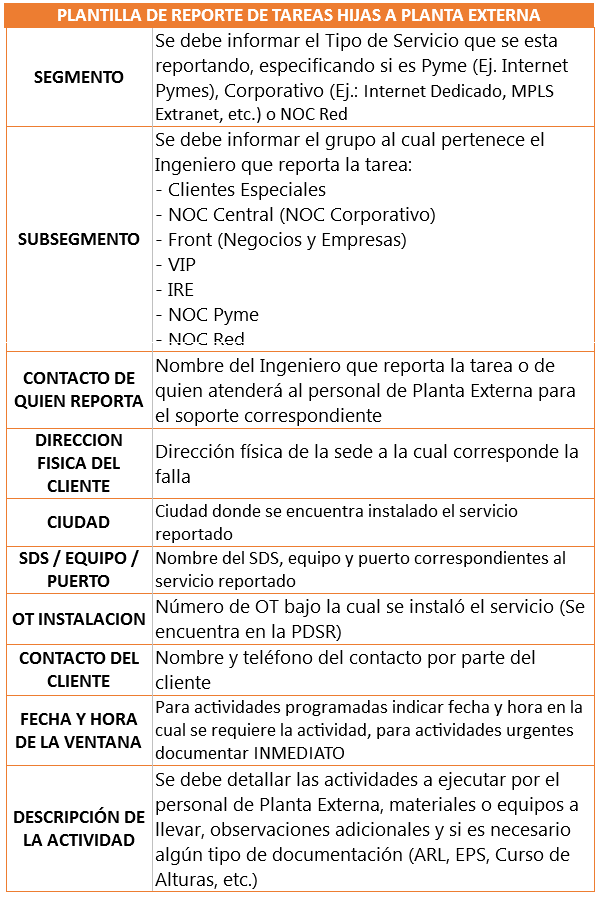 PLANTILLA DE REPORTE DE TAREAS HIJAS A PLANTA EXTERNA
SEGMENTO
Se debe informar el Tipo de Servicio que se esta
reportando, especificando si es Pyme (Ej. Internet
Pymes), Corporativo (Ej.: Internet Dedicado, MPLS
Extranet, etc.) o NOC Red
SUBSEGMENTO
Se debe informar el grupo al cual pertenece el
Ingeniero que reporta la tarea:
- Clientes Especiales
- NOC Central (NOC Corporativo)
- Front (Negocios y Empresas)
- VIP
- IRE
- NOC Pyme
- NOC Red
CONTACTO DE
QUIEN REPORTA
Nombre del Ingeniero que reporta la tarea o de
quien atenderá al personal de Planta Externa para
el soporte correspondiente
DIRECCION
FISICA DEL
CLIENTE
Dirección física de la sede a la cual corresponde la
falla
CIUDAD
Ciudad donde se encuentra instalado el servicio
reportado
SDS / EQUIPO /
PUERTO
Nombre del SDS, equipo y puerto correspondientes al
servicio reportado
OT INSTALACION
Número de OT bajo la cual se instaló el servicio (Se
encuentra en la PDSR)
CONTACTO DEL
CLIENTE
Nombre y teléfono del contacto por parte del
cliente
FECHA Y HORA
DE LA VENTANA
Para actividades programadas indicar fecha y hora en la
cual se requiere la actividad, para actividades urgentes
documentar INMEDIATO
DESCRIPCIÓN DE
LA ACTIVIDAD
Se debe detallar las actividades a ejecutar por el
personal de Planta Externa, materiales o equipos a
llevar, observaciones adicionales y si es necesario
algún tipo de documentación (ARL, EPS, Curso de
Alturas, etc.)